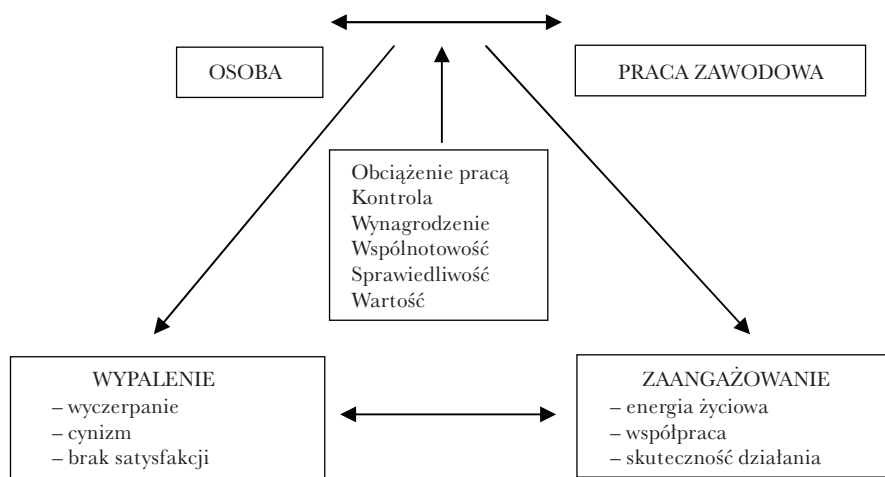 OSOBA
PRACA ZAWODOWA
Obciążenie pracą
Kontrola
Wynagrodzenie
Wspólnotowość
Sprawiedliwość
Wartość
WYPALENIE
– wyczerpanie
– cynizm
– brak satysfakcji
ZAANGAŻOWANIE
– energia życiowa
– współpraca
– skuteczność działania